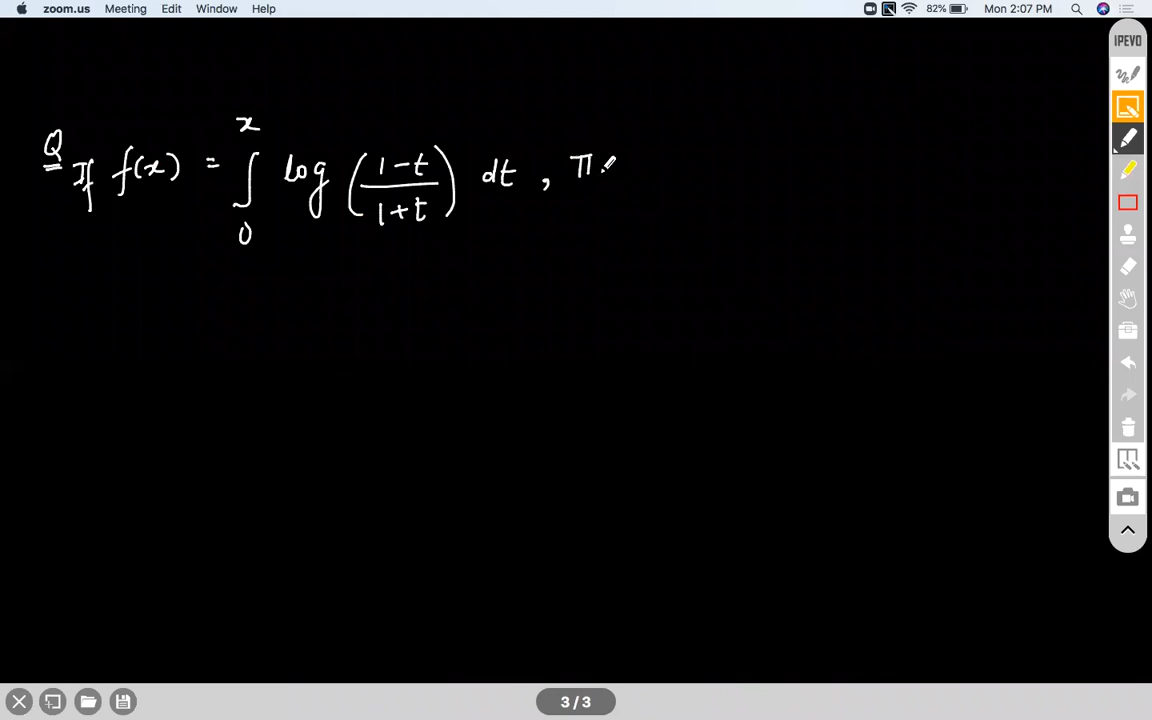 zoom.us Meeting Edit Window Help 82% Mon 2:07 PM
IPEVO
Q If f(x) = ∫₀ˣ log ((1-t)/(1+t)) dt ,
3 / 3